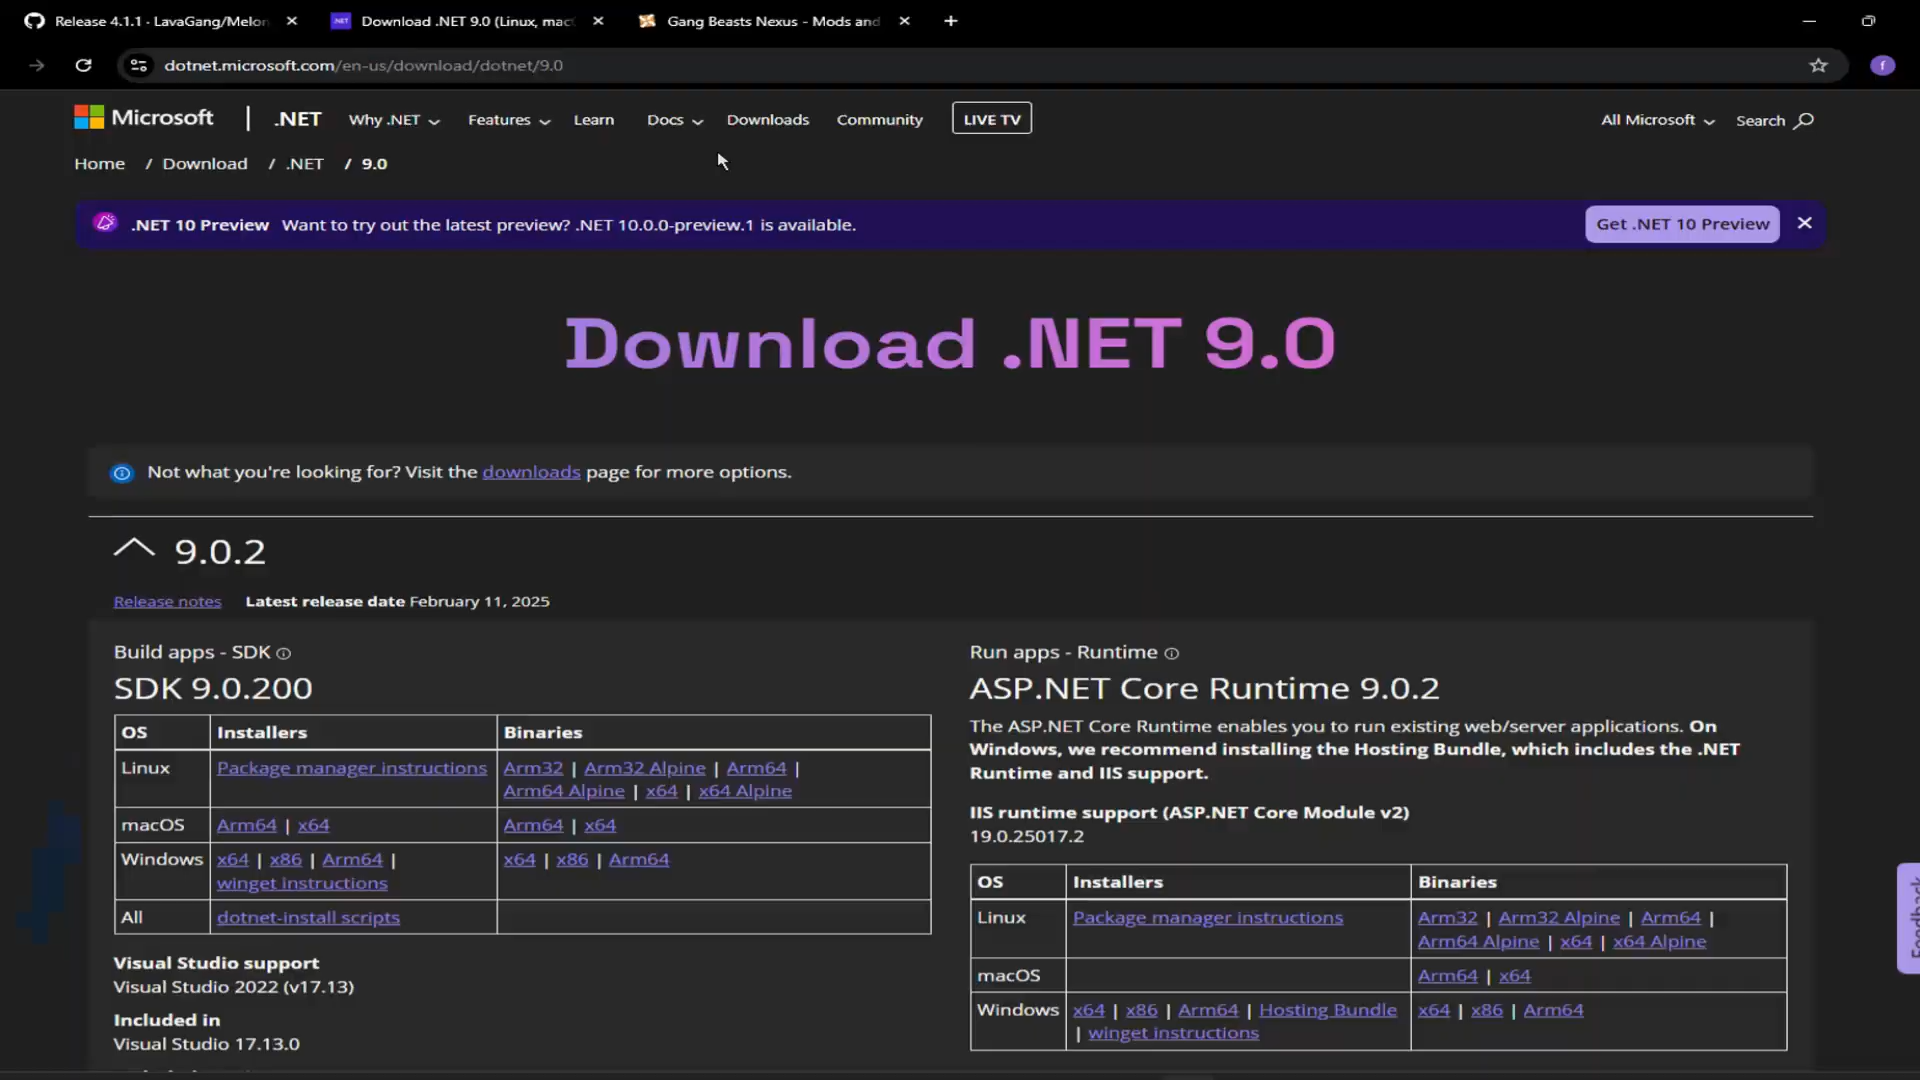 Release 4.1.1 · LavaGang/Melon
Download .NET 9.0 (Linux, mac
Gang Beasts Nexus - Mods and
dotnet.microsoft.com/en-us/download/dotnet/9.0
f
Microsoft
.NET
Why .NET
Features
Learn
Docs
Downloads
Community
LIVE TV
All Microsoft
Search
Home / Download / .NET / 9.0
.NET 10 Preview Want to try out the latest preview? .NET 10.0.0-preview.1 is available.
Get .NET 10 Preview
Download .NET 9.0
Not what you're looking for? Visit the downloads page for more options.
9.0.2
Release notes Latest release date February 11, 2025
Build apps - SDK
SDK 9.0.200
OS Installers Binaries
Linux Package manager instructions Arm32 | Arm32 Alpine | Arm64 |
Arm64 Alpine | x64 | x64 Alpine
macOS Arm64 | x64 Arm64 | x64
Windows x64 | x86 | Arm64 | x64 | x86 | Arm64
winget instructions
All dotnet-install scripts
Visual Studio support
Visual Studio 2022 (v17.13)
Included in
Visual Studio 17.13.0
Run apps - Runtime
ASP.NET Core Runtime 9.0.2
The ASP.NET Core Runtime enables you to run existing web/server applications. On
Windows, we recommend installing the Hosting Bundle, which includes the .NET
Runtime and IIS support.
IIS runtime support (ASP.NET Core Module v2)
19.0.25017.2
OS Installers Binaries
Linux Package manager instructions Arm32 | Arm32 Alpine | Arm64 |
Arm64 Alpine | x64 | x64 Alpine
macOS Arm64 | x64
Windows x64 | x86 | Arm64 | Hosting Bundle x64 | x86 | Arm64
| winget instructions
Feedback